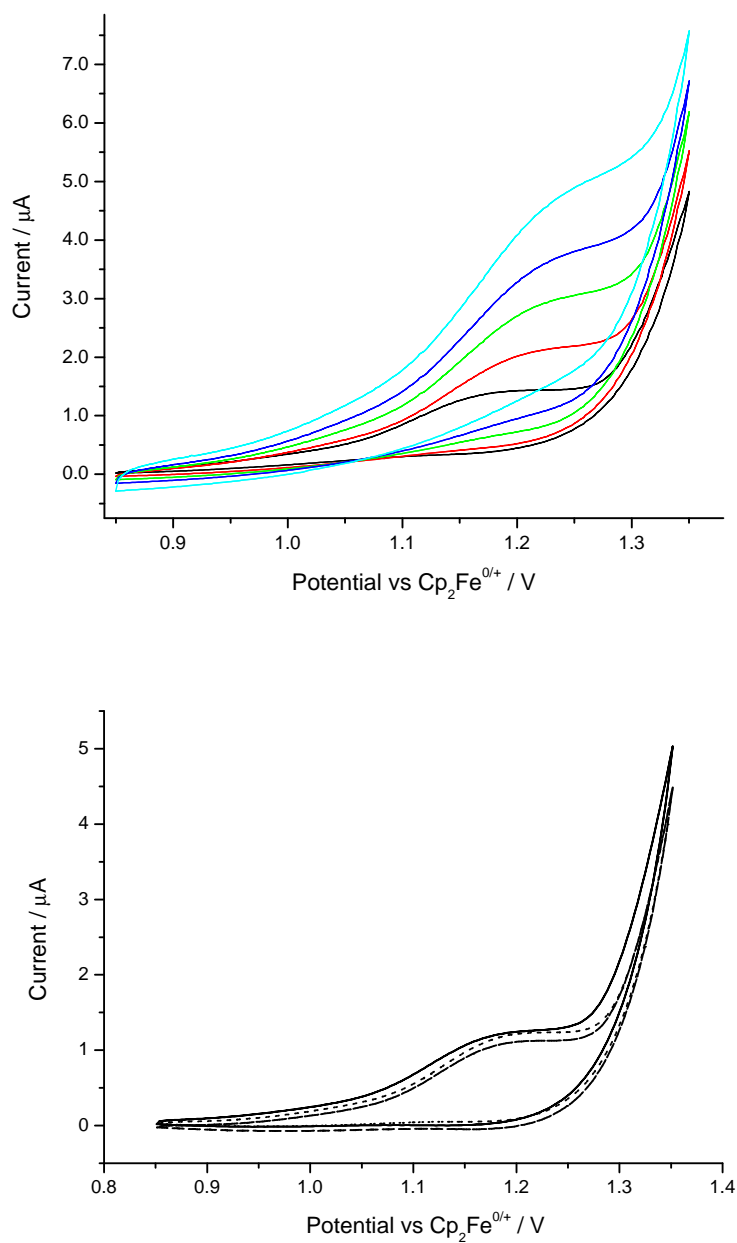 7.0
6.0
5.0
4.0
3.0
2.0
1.0
0.0
Current / μA
0.9 1.0 1.1 1.2 1.3
Potential vs Cp₂Fe⁰ᐟ⁺ / V
5
4
3
2
1
0
Current / μA
0.8 0.9 1.0 1.1 1.2 1.3 1.4
Potential vs Cp₂Fe⁰ᐟ⁺ / V